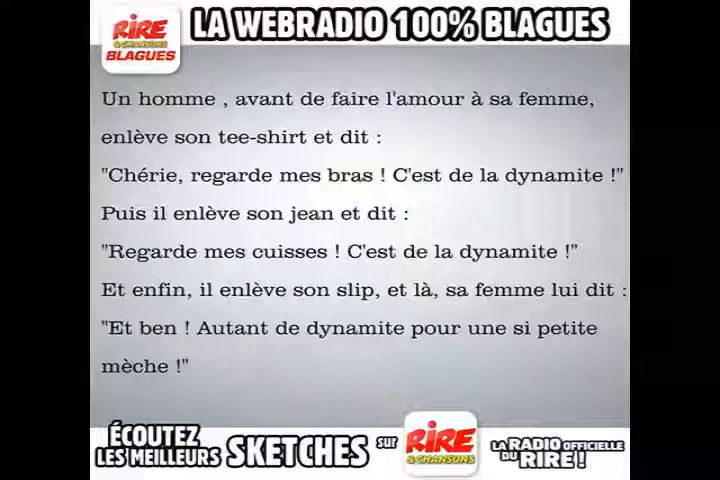 RIRE
& CHANSONS
BLAGUES
LA WEBRADIO 100% BLAGUES
Un homme , avant de faire l'amour à sa femme,
enlève son tee-shirt et dit :
"Chérie, regarde mes bras ! C'est de la dynamite !"
Puis il enlève son jean et dit :
"Regarde mes cuisses ! C'est de la dynamite !"
Et enfin, il enlève son slip, et là, sa femme lui dit :
"Et ben ! Autant de dynamite pour une si petite
mèche !"
ÉCOUTEZ
LES MEILLEURS
SKETCHES
SUR
RIRE
& CHANSONS
LA RADIO OFFICIELLE
DU RIRE !